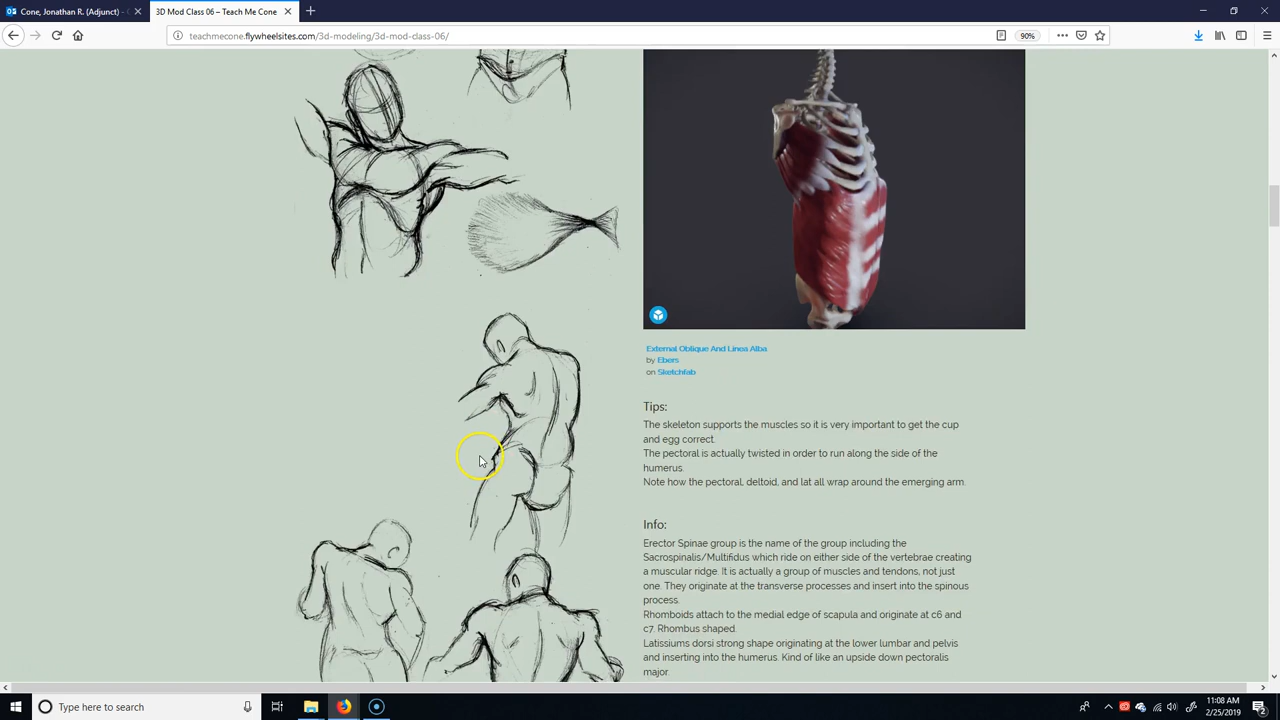 Cone, Jonathan R. (Adjunct) - C
3D Mod Class 06 – Teach Me Cone
teachmecone.flywheelsites.com/3d-modeling/3d-mod-class-06/
90%
External Oblique And Linea Alba
by Ebers
on Sketchfab
Tips:
The skeleton supports the muscles so it is very important to get the cup
and egg correct.
The pectoral is actually twisted in order to run along the side of the
humerus.
Note how the pectoral, deltoid, and lat all wrap around the emerging arm.
Info:
Erector Spinae group is the name of the group including the
Sacrospinalis/Multifidus which ride on either side of the vertebrae creating
a muscular ridge. It is actually a group of muscles and tendons, not just
one. They originate at the transverse processes and insert into the spinous
process.
Rhomboids attach to the medial edge of scapula and originate at c6 and
c7. Rhombus shaped.
Latissiums dorsi strong shape originating at the lower lumbar and pelvis
and inserting into the humerus. Kind of like an upside down pectoralis
major.
Type here to search
11:08 AM
2/25/2019
2